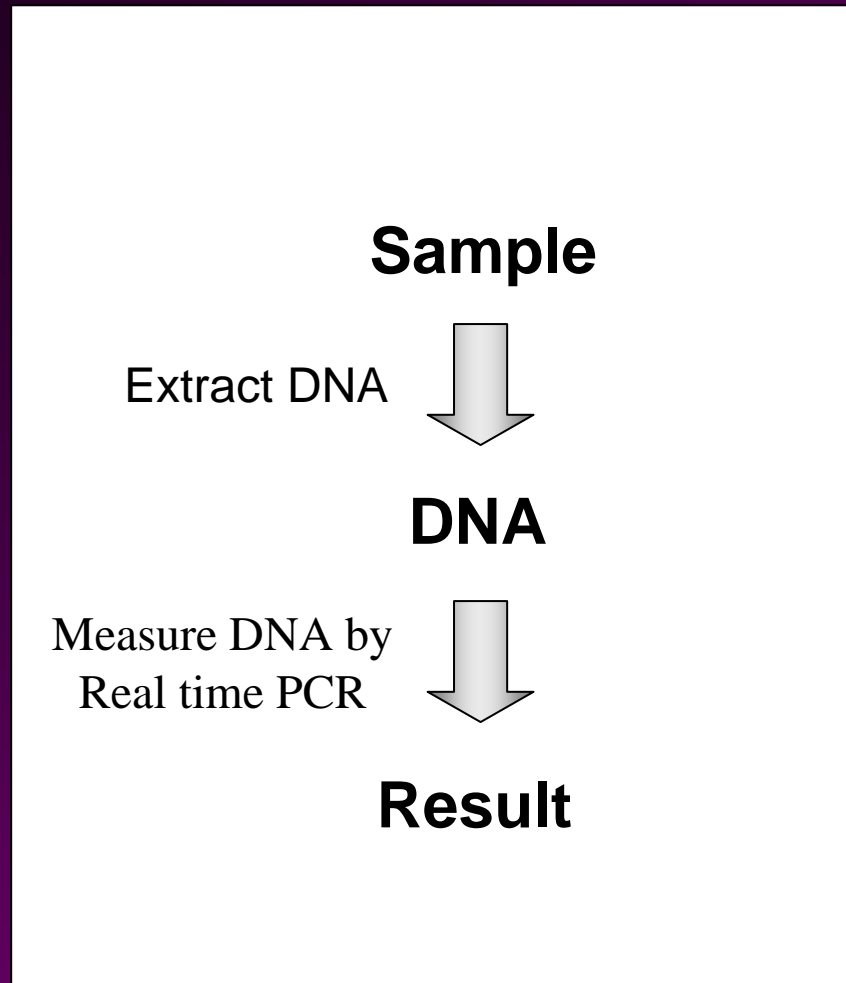 Sample
Extract DNA
DNA
Measure DNA by
Real time PCR
Result